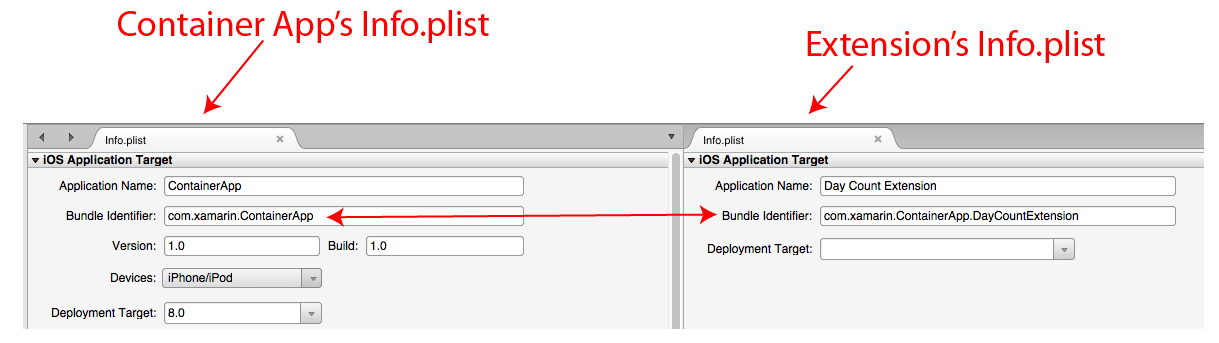 Container App's Info.plist
Extension's Info.plist
Info.plist
iOS Application Target
Application Name: ContainerApp
Bundle Identifier: com.xamarin.ContainerApp
Version: 1.0 Build: 1.0
Devices: iPhone/iPod
Deployment Target: 8.0
Info.plist
iOS Application Target
Application Name: Day Count Extension
Bundle Identifier: com.xamarin.ContainerApp.DayCountExtension
Deployment Target: